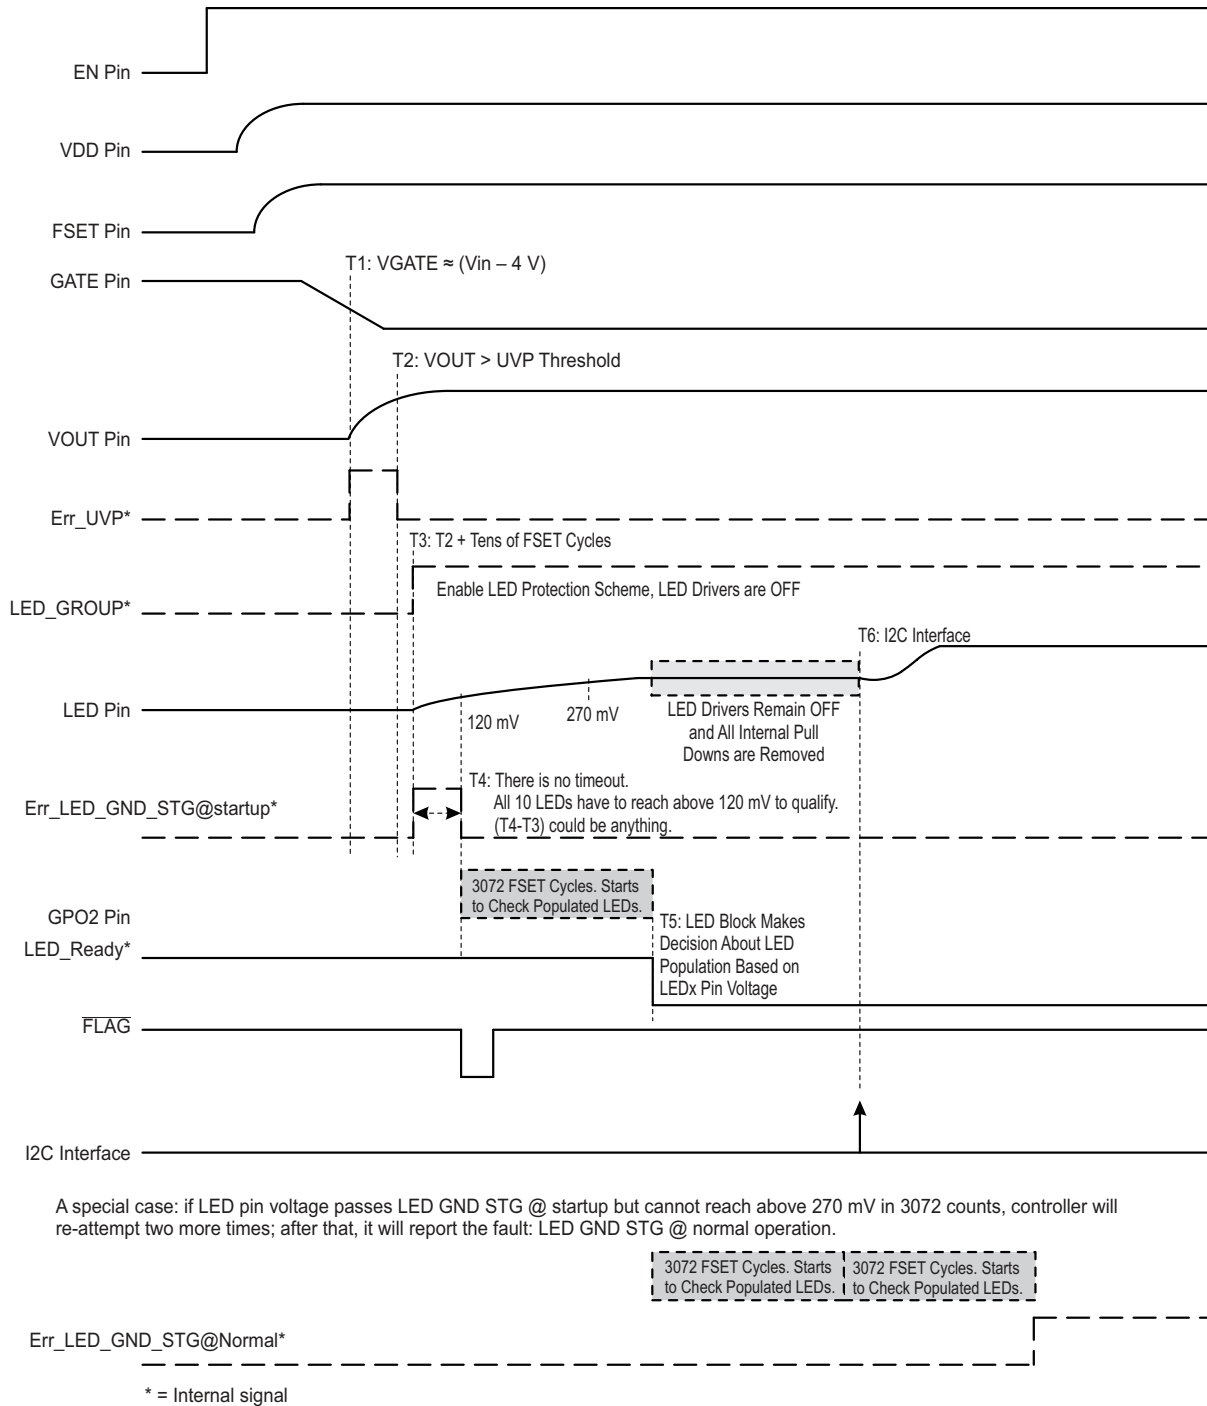 EN Pin
VDD Pin
FSET Pin
T1: VGATE ≈ (Vin – 4 V)
GATE Pin
T2: VOUT > UVP Threshold
VOUT Pin
Err_UVP*
T3: T2 + Tens of FSET Cycles
Enable LED Protection Scheme, LED Drivers are OFF
LED_GROUP*
T6: I2C Interface
LED Pin
120 mV
270 mV
LED Drivers Remain OFF
and All Internal Pull
Downs are Removed
T4: There is no timeout.
All 10 LEDs have to reach above 120 mV to qualify.
(T4-T3) could be anything.
Err_LED_GND_STG@startup*
3072 FSET Cycles. Starts
to Check Populated LEDs.
GPO2 Pin
LED_Ready*
T5: LED Block Makes
Decision About LED
Population Based on
LEDx Pin Voltage
FLAG
I2C Interface
A special case: if LED pin voltage passes LED GND STG @ startup but cannot reach above 270 mV in 3072 counts, controller will
re-attempt two more times; after that, it will report the fault: LED GND STG @ normal operation.
3072 FSET Cycles. Starts
to Check Populated LEDs.
3072 FSET Cycles. Starts
to Check Populated LEDs.
Err_LED_GND_STG@Normal*
* = Internal signal